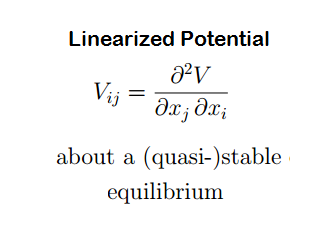 Linearized Potential
V_{ij} = \frac{\partial^2 V}{\partial x_j \, \partial x_i}
about a (quasi-)stable
equilibrium